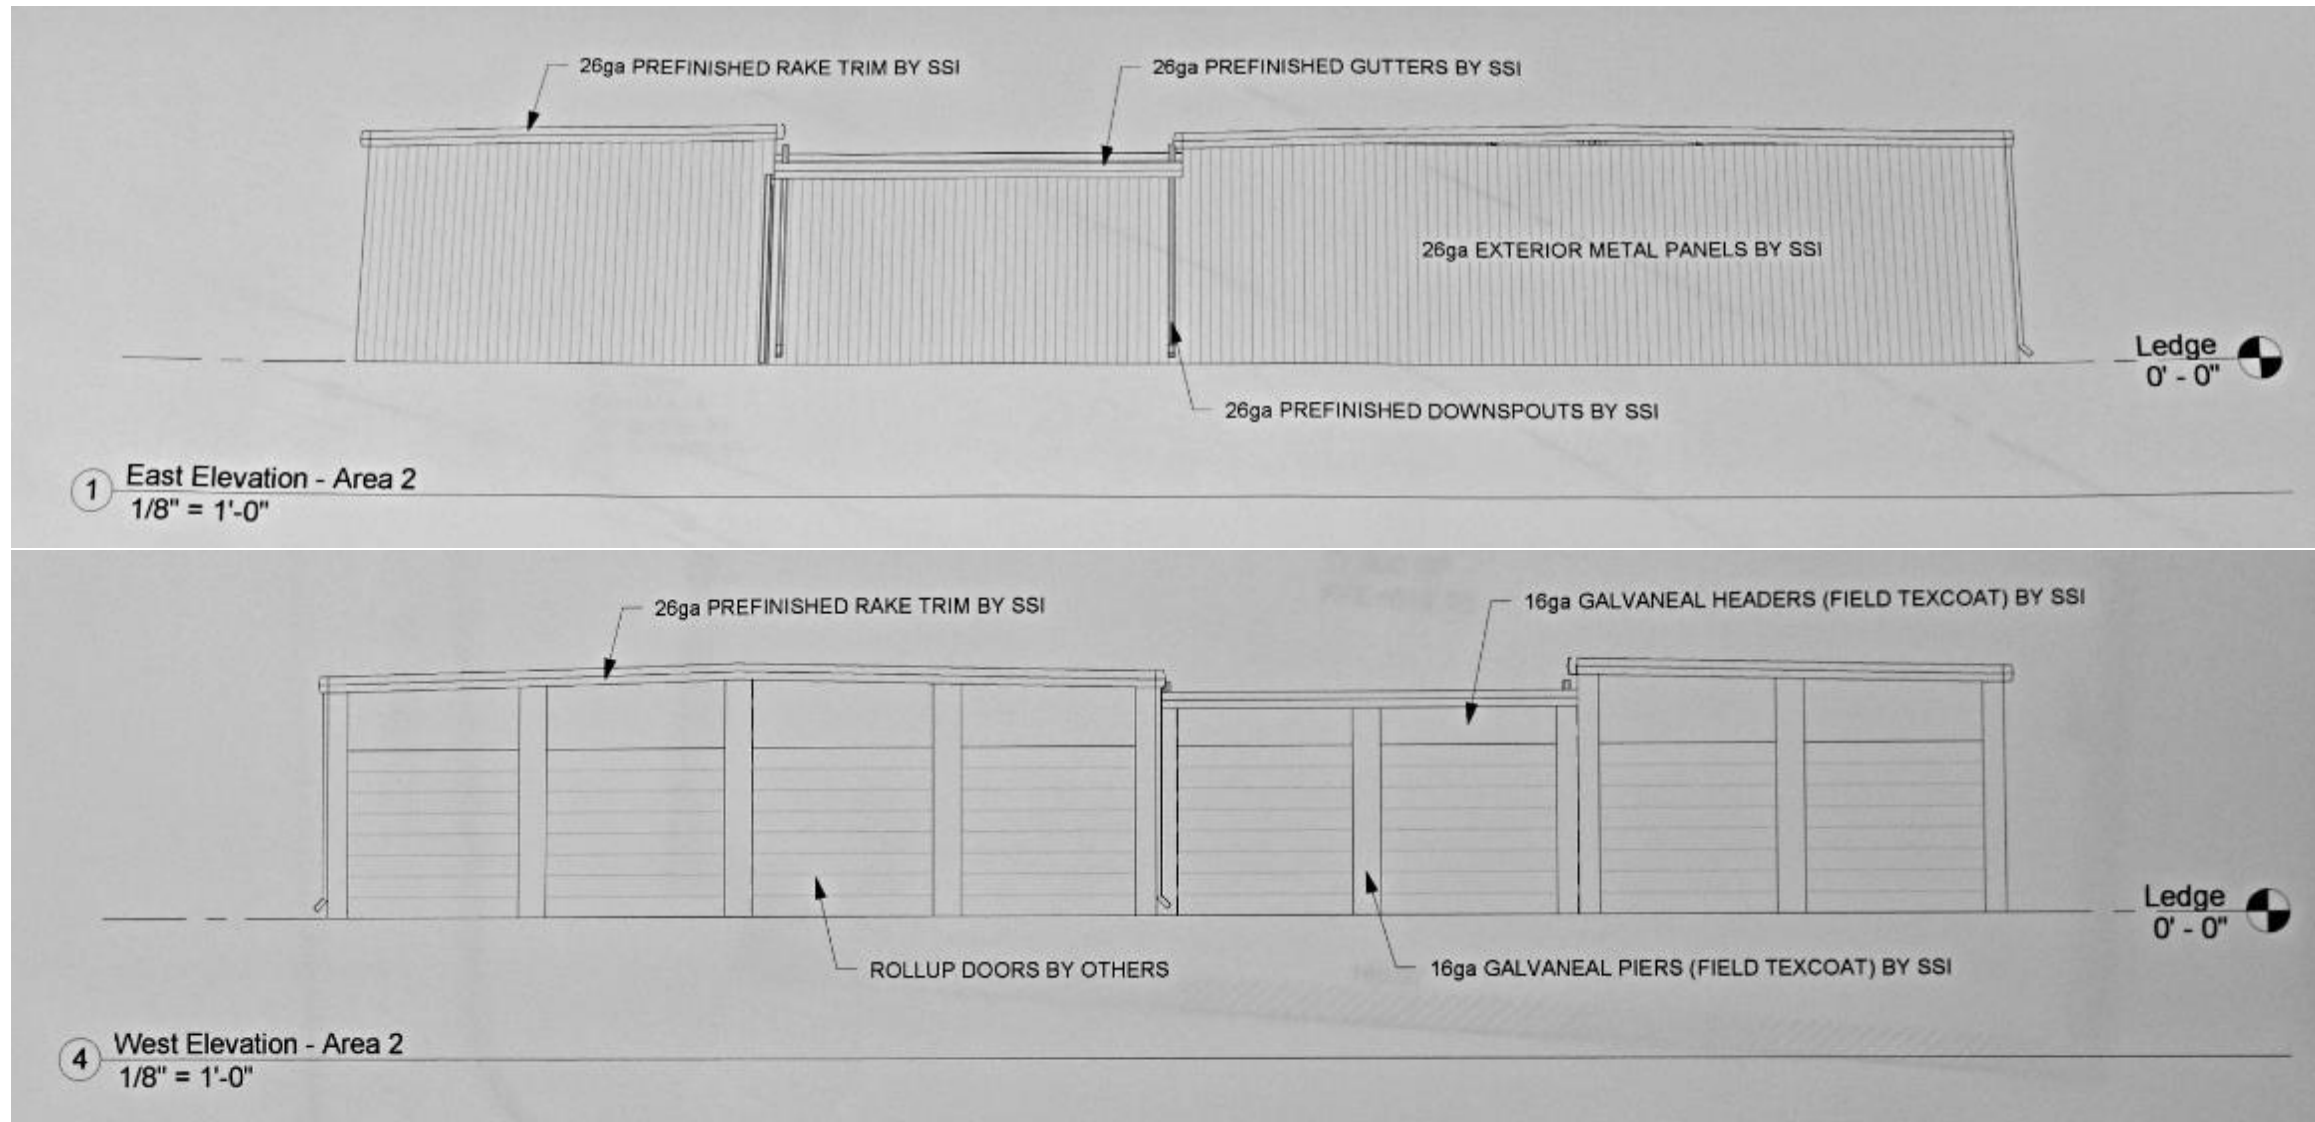 26ga PREFINISHED RAKE TRIM BY SSI
26ga PREFINISHED GUTTERS BY SSI
26ga EXTERIOR METAL PANELS BY SSI
Ledge
0' - 0"
26ga PREFINISHED DOWNSPOUTS BY SSI
1
East Elevation - Area 2
1/8" = 1'-0"
26ga PREFINISHED RAKE TRIM BY SSI
16ga GALVANEAL HEADERS (FIELD TEXCOAT) BY SSI
Ledge
0' - 0"
ROLLUP DOORS BY OTHERS
16ga GALVANEAL PIERS (FIELD TEXCOAT) BY SSI
4
West Elevation - Area 2
1/8" = 1'-0"